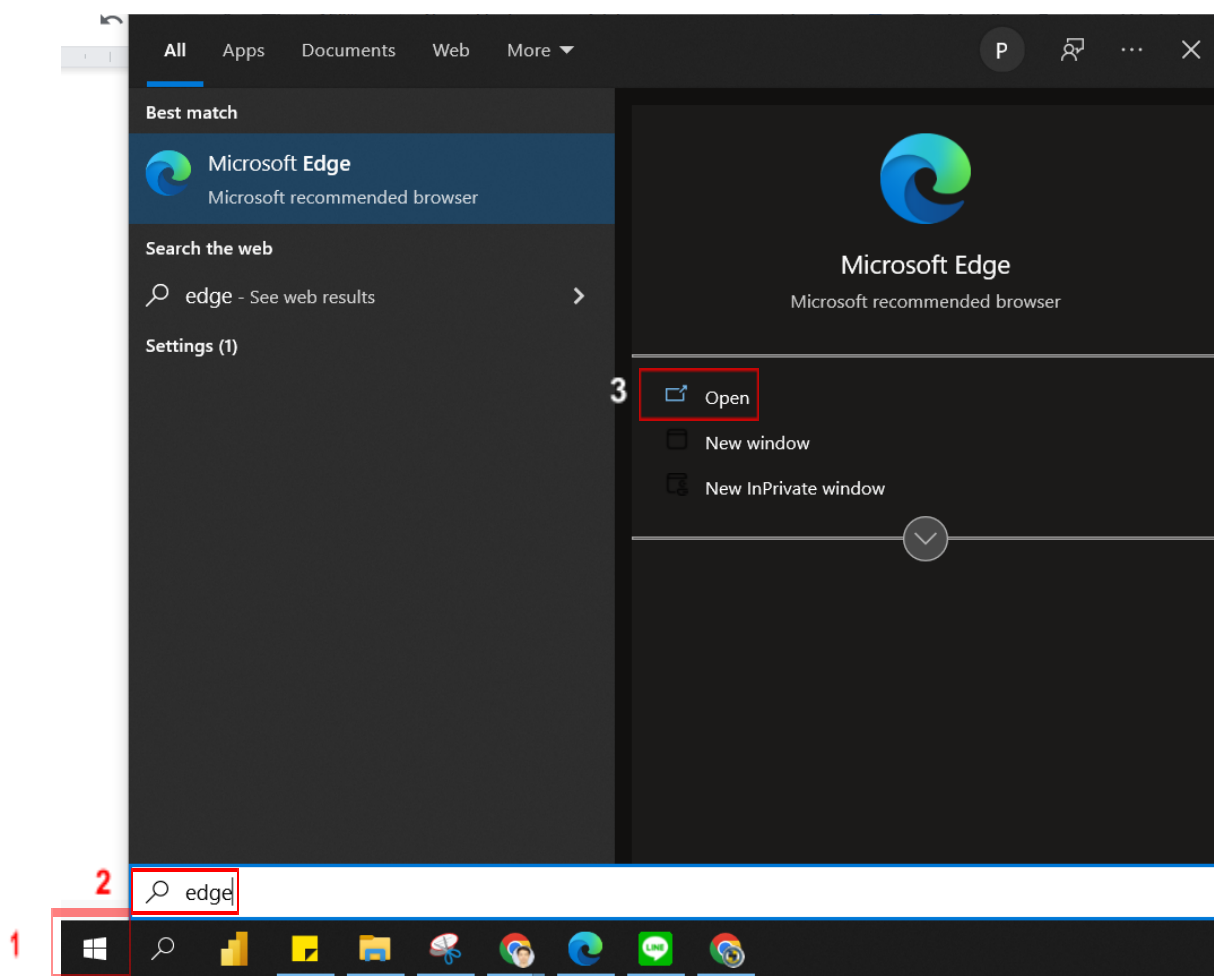 All Apps Documents Web More P
Best match
Microsoft Edge
Microsoft recommended browser
Search the web
edge - See web results
Settings (1)
Microsoft Edge
Microsoft recommended browser
3
Open
New window
New InPrivate window
2
edge
1
LINE